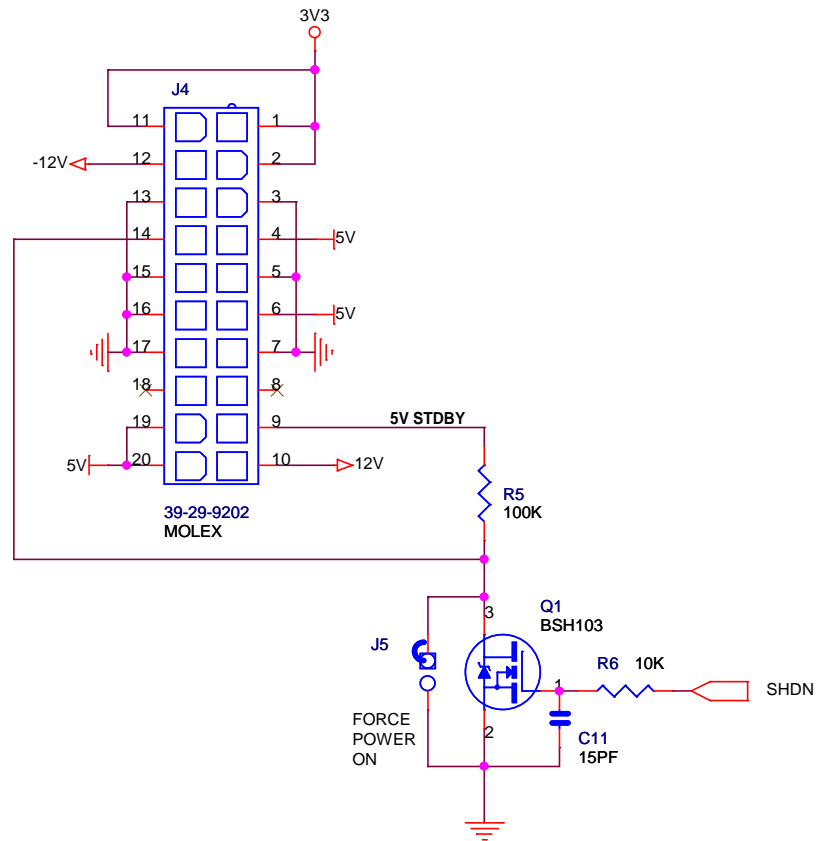 3V3
J4
11 1
-12V 12 2
13 3
14 4 5V
15 5
16 6 5V
17 7
18 8
19 9 5V STDBY
5V 20 10 12V
39-29-9202
MOLEX
R5
100K
3
Q1
BSH103
J5
R6 10K
1
SHDN
FORCE
POWER
ON
2
C11
15PF